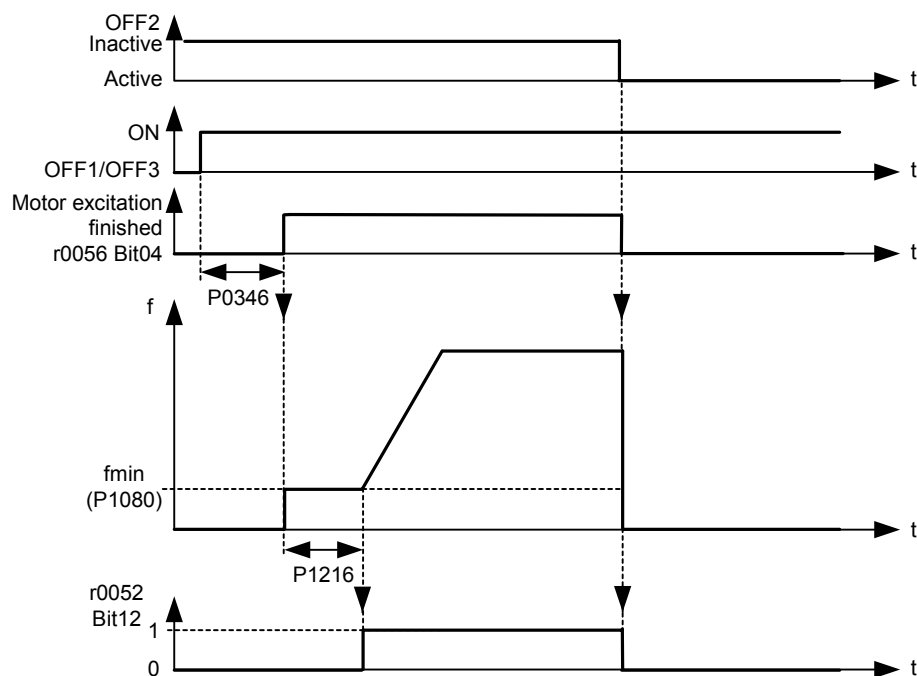 OFF2
Inactive
Active
t
ON
OFF1/OFF3
t
Motor excitation
finished
r0056 Bit04
t
P0346
f
fmin
(P1080)
t
P1216
r0052
Bit12
1
0
t